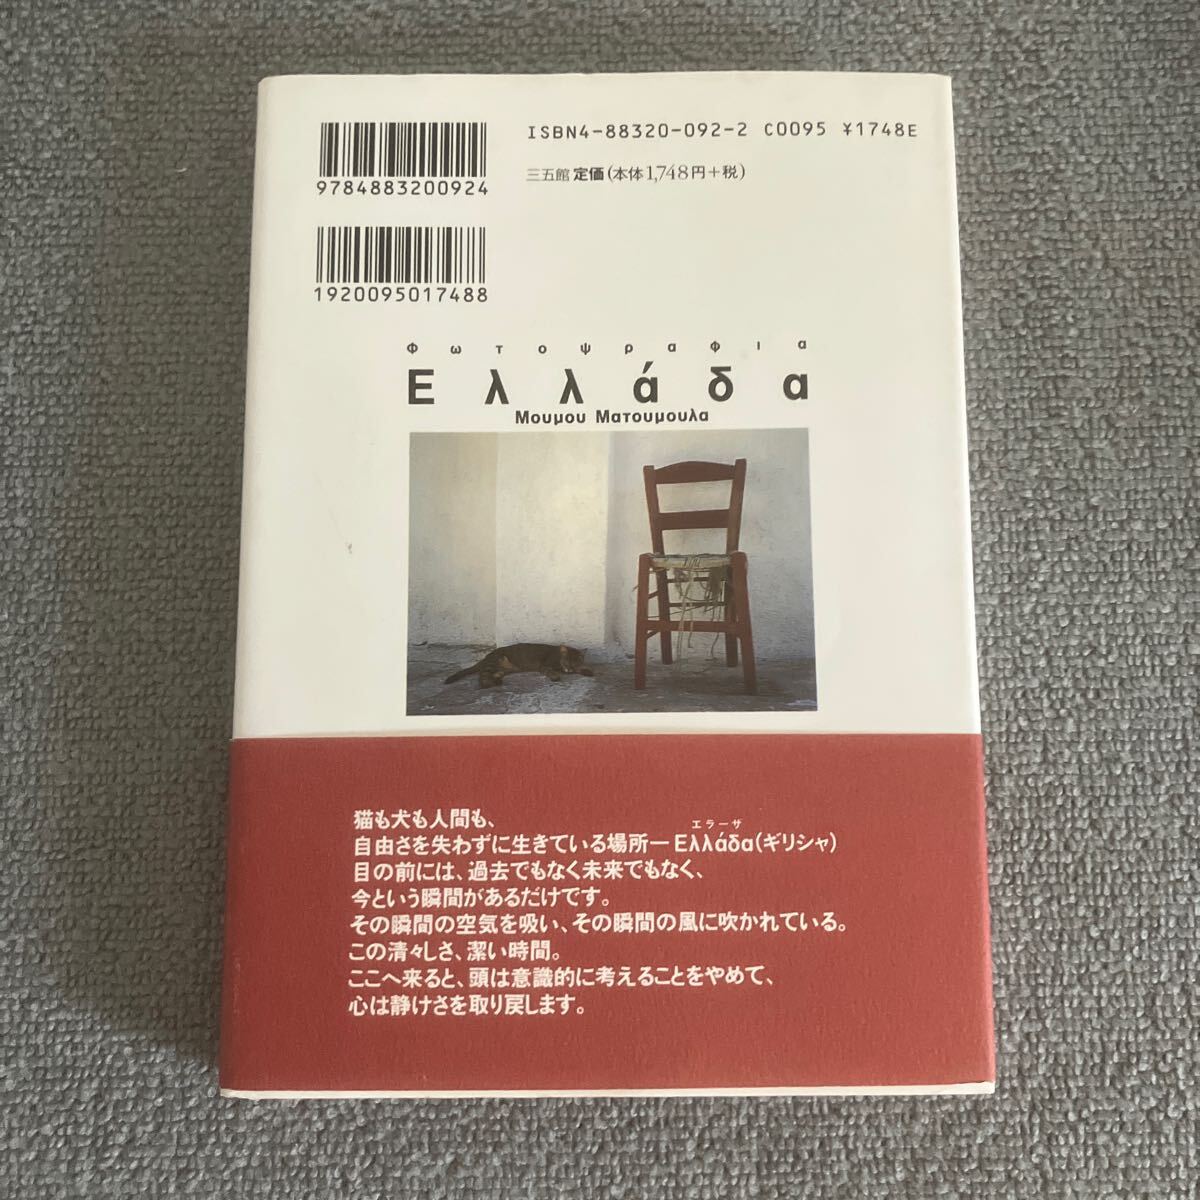 ISBN4-88320-092-2 C0095 ¥1748E
9784883200924
三五館 定価(本体1,748円+税)
1920095017488
Φωτοψραφια
Ελλάδα
Μουμου Ματουμουλα
猫も犬も人間も、
エラーザ
自由さを失わずに生きている場所―Ελλάδα(ギリシャ)
目の前には、過去でもなく未来でもなく、
今という瞬間があるだけです。
その瞬間の空気を吸い、その瞬間の風に吹かれている。
この清々しさ、潔い時間。
ここへ来ると、頭は意識的に考えることをやめて、
心は静けさを取り戻します。